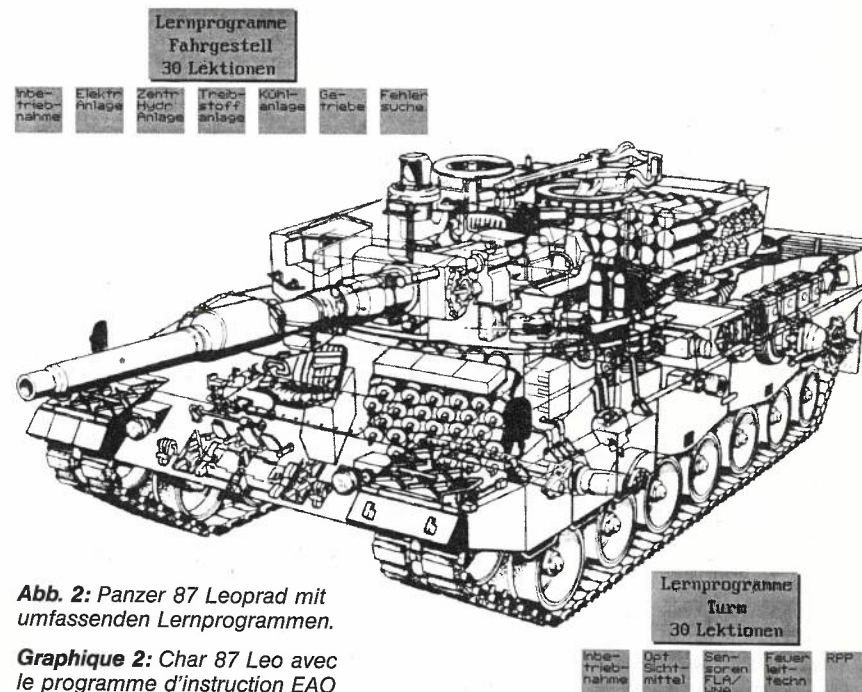 Lernprogramme
Fahrgestell
30 Lektionen
Inbe-
trieb-
nahme
Elektr
Anlage
Zentr
Hydr
Anlage
Treib-
stoff
anlage
Kühl-
anlage
Ge-
triebe
Fehler
suche
Abb. 2: Panzer 87 Leoprad mit
umfassenden Lernprogrammen.
Graphique 2: Char 87 Leo avec
le programme d'instruction EAO
Lernprogramme
Turm
30 Lektionen
Inbe-
trieb-
nahme
Opt
Sicht-
mittel
Sen-
soren
FLA/
Feuer
leit-
techn
RPP